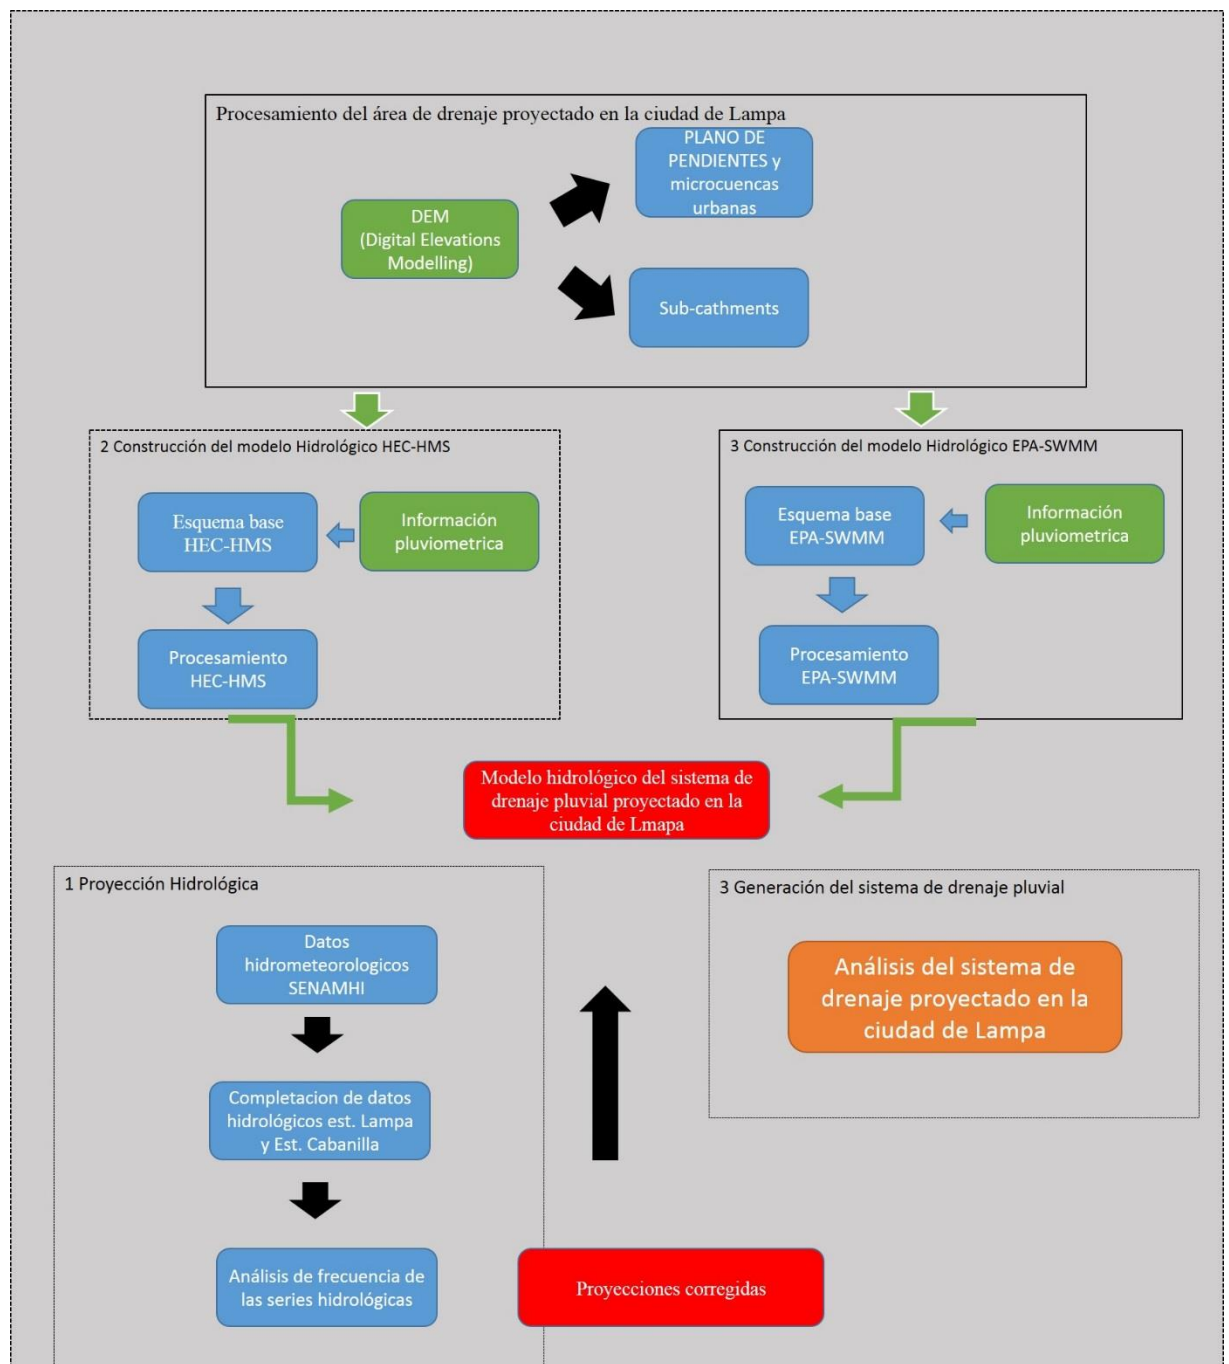 Procesamiento del área de drenaje proyectado en la ciudad de Lampa
PLANO DE
PENDIENTES y
microcuencas
urbanas
DEM
(Digital Elevations
Modelling)
Sub-cathments
2 Construcción del modelo Hidrológico HEC-HMS
Esquema base
HEC-HMS
Información
pluviometrica
Procesamiento
HEC-HMS
3 Construcción del modelo Hidrológico EPA-SWMM
Esquema base
EPA-SWMM
Información
pluviometrica
Procesamiento
EPA-SWMM
Modelo hidrológico del sistema de
drenaje pluvial proyectado en la
ciudad de Lmapa
1 Proyección Hidrológica
Datos
hidrometeorologicos
SENAMHI
Completacion de datos
hidrológicos est. Lampa
y Est. Cabanilla
Análisis de frecuencia de
las series hidrológicas
Proyecciones corregidas
3 Generación del sistema de drenaje pluvial
Análisis del sistema de
drenaje proyectado en la
ciudad de Lampa